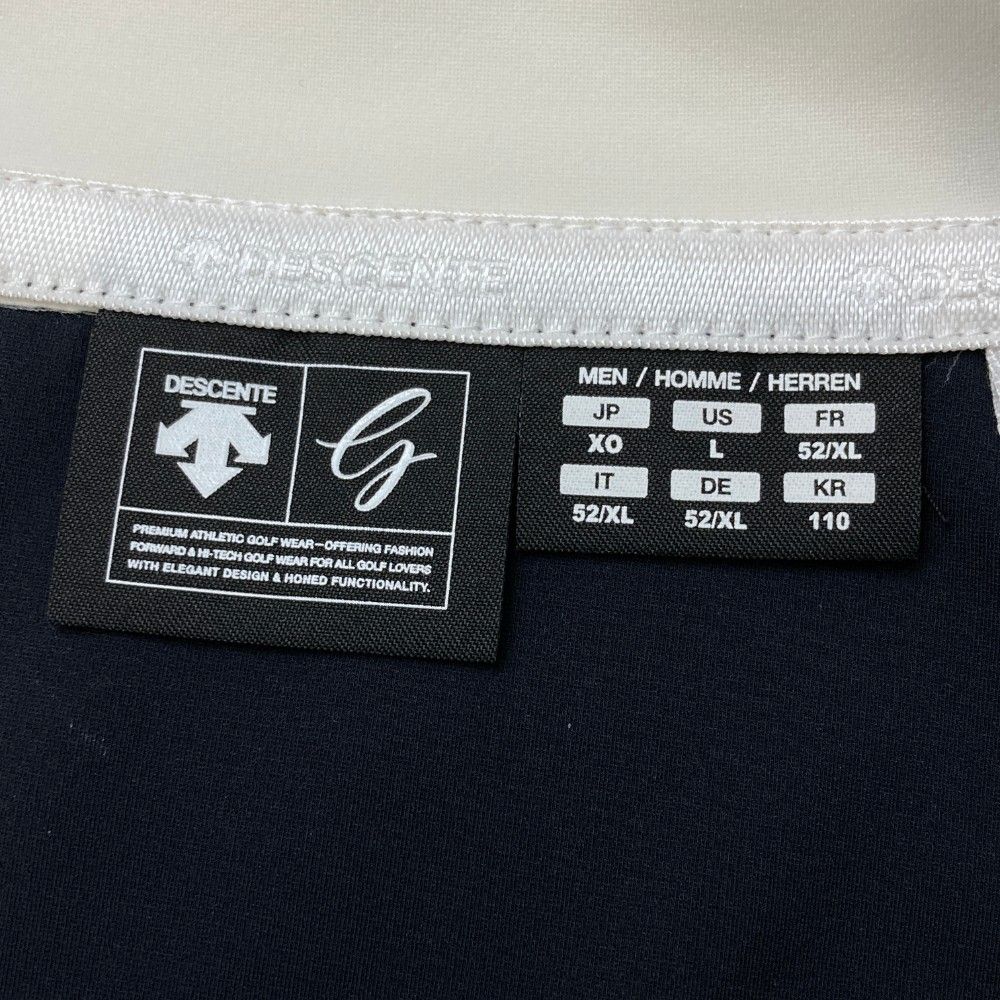 DESCENTE
DES
DESCENTE
G
PREMIUM ATHLETIC GOLF WEAR—OFFERING FASHION
FORWARD & HI-TECH GOLF WEAR FOR ALL GOLF LOVERS
WITH ELEGANT DESIGN & HONED FUNCTIONALITY.
MEN / HOMME / HERREN
JP US FR
XO L 52/XL
IT DE KR
52/XL 52/XL 110